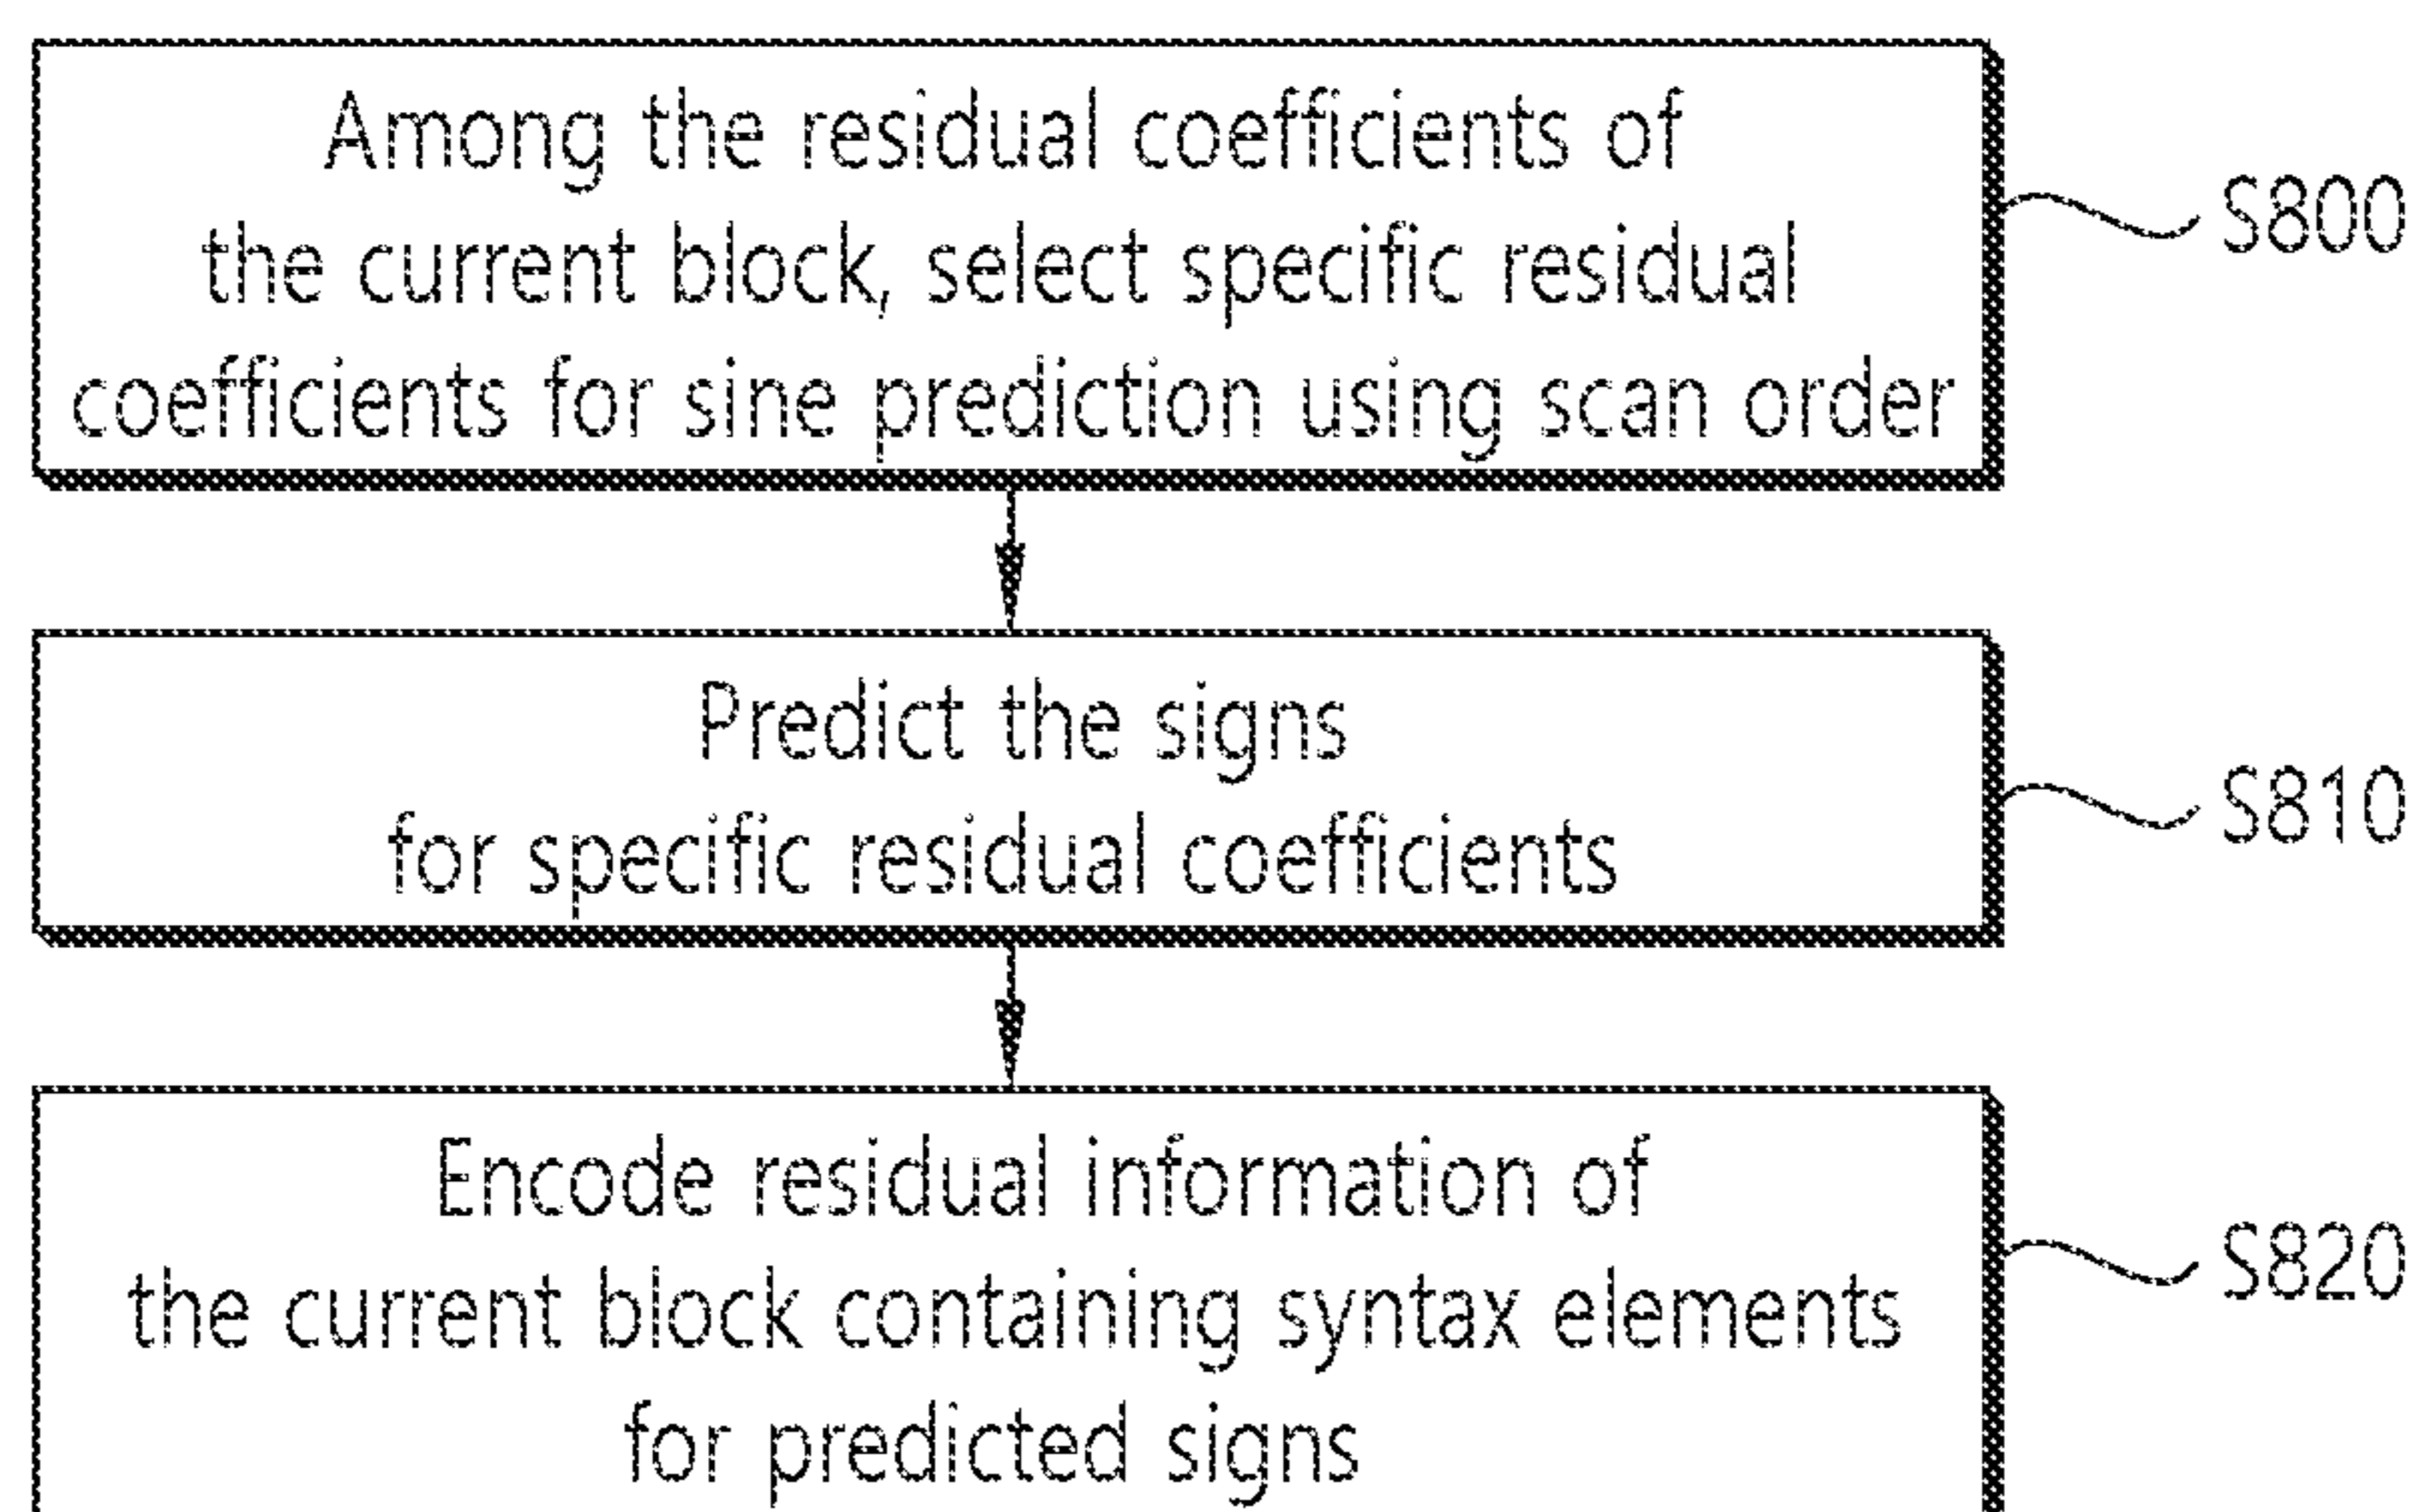 Among the residual coefficients of
the current block, select specific residual
coefficients for sine prediction using scan order
S800
Predict the signs
for specific residual coefficients
S810
Encode residual information of
the current block containing syntax elements
for predicted signs
S820